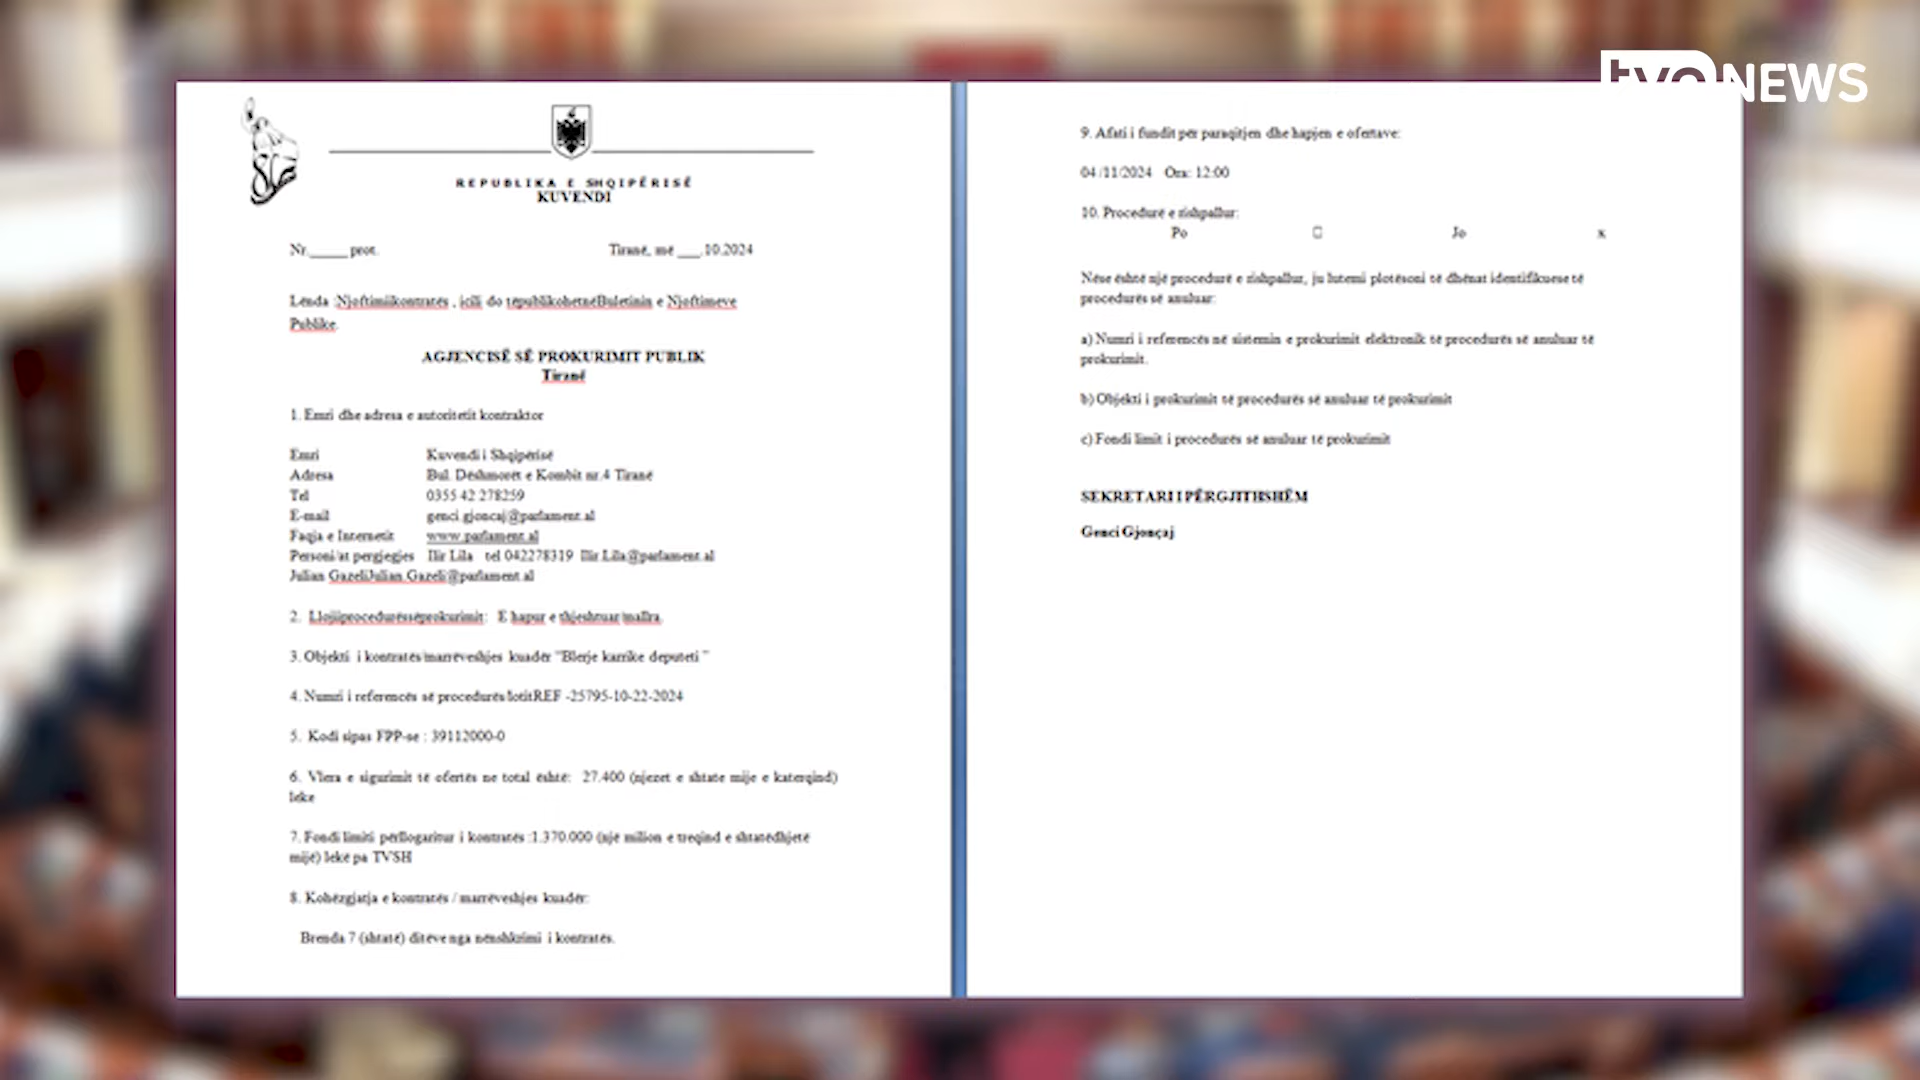 tvo NEWS
REPUBLIKA E SHQIPËRISË
KUVENDI
Nr._____prot. Tiranë, më ___.10.2024
Lënda :Njoftimiikontratës , icili do tëpublikohetnëBuletinin e Njoftimeve
Publike.
AGJENCISË SË PROKURIMIT PUBLIK
Tiranë
1. Emri dhe adresa e autoritetit kontraktor
Emri Kuvendi i Shqipërisë
Adresa Bul. Dëshmorët e Kombit nr.4 Tiranë
Tel 0355 42 278259
E-mail genci.gjoncaj@parlament.al
Faqja e Internetit www.parlament.al
Personi/at pergjegjes Ilir Lila tel 042278319 Ilir.Lila@parlament.al
Julian GazeliJulian.Gazeli@parlament.al
2. Llojiiprocedurëssëprokurimit: E hapur e thjeshtuar/mallra.
3. Objekti i kontratës/marrëveshjes kuadër "Blerje karrike deputeti "
4. Numri i referencës së procedurës/lotitREF -25795-10-22-2024
5. Kodi sipas FPP-se : 39112000-0
6. Vlera e sigurimit të ofertës ne total është: 27.400 (njezet e shtate mije e katerqind)
leke
7. Fondi limiti përllogaritur i kontratës :1.370.000 (një milion e treqind e shtatëdhjetë
mijë) lekë pa TVSH
8. Kohëzgjatja e kontratës / marrëveshjes kuadër:
Brenda 7 (shtatë) ditëve nga nënshkrimi i kontratës.
9. Afati i fundit për paraqitjen dhe hapjen e ofertave:
04 /11/2024 Ora: 12:00
10. Procedurë e rishpallur:
Po ☐ Jo x
Nëse është një procedurë e rishpallur, ju lutemi plotësoni të dhënat identifikuese të
procedurës së anuluar:
a) Numri i referencës në sistemin e prokurimit elektronik të procedurës së anuluar të
prokurimit.
b) Objekti i prokurimit të procedurës së anuluar të prokurimit
c) Fondi limit i procedurës së anuluar të prokurimit
SEKRETARI I PËRGJITHSHËM
Genci Gjonçaj